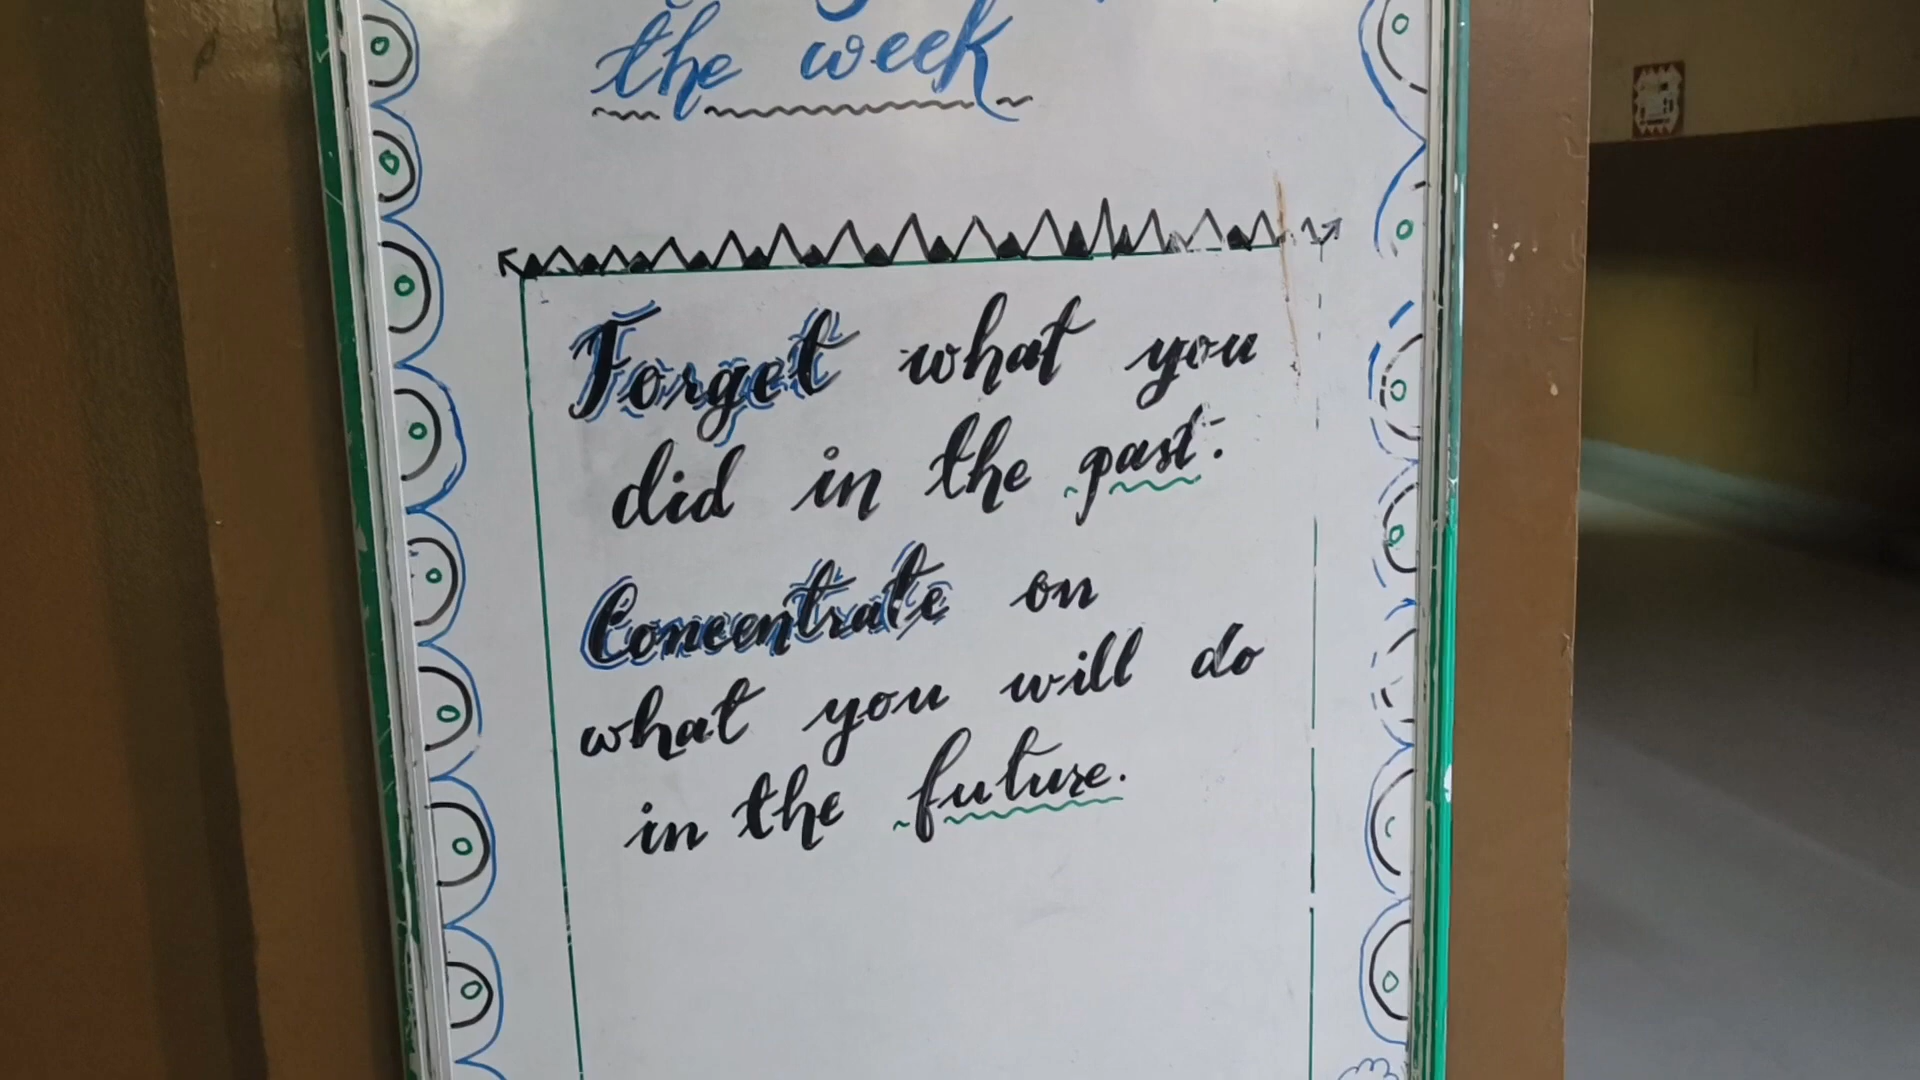 the week
Forget what you
did in the past.
Concentrate on
what you will do
in the future.